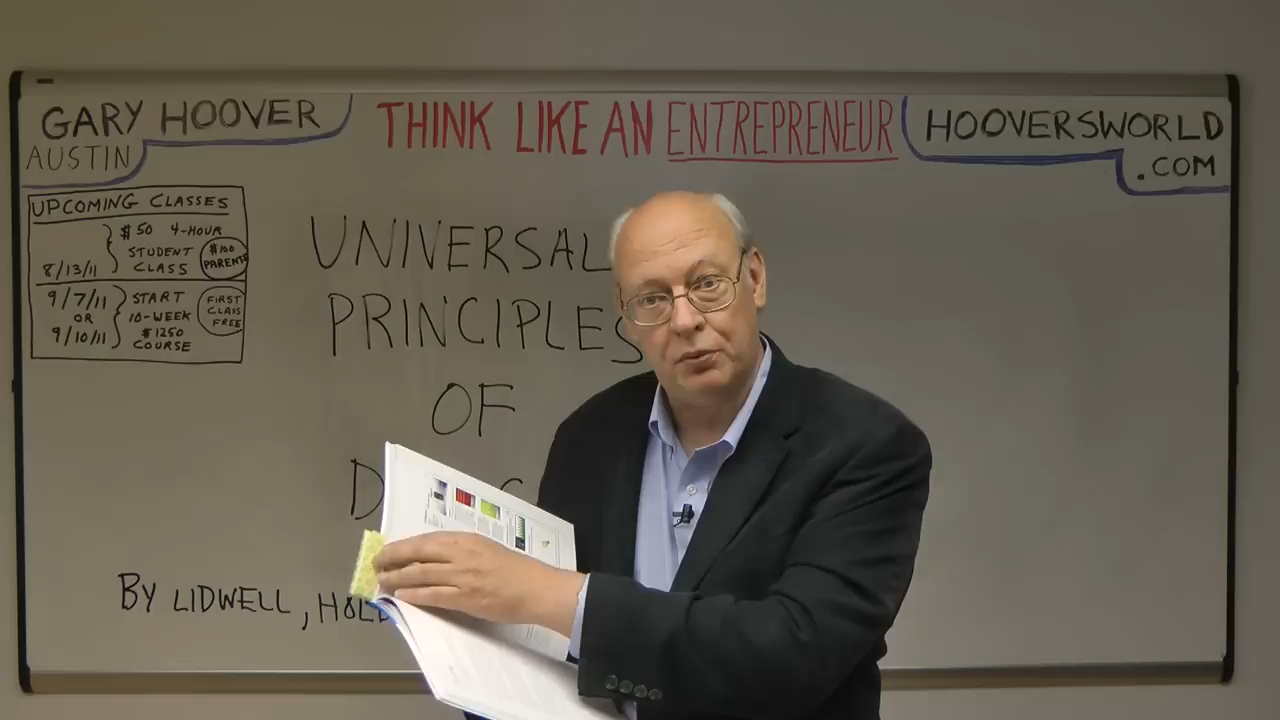 GARY HOOVER
AUSTIN
THINK LIKE AN ENTREPRENEUR
HOOVERSWORLD
.COM
UPCOMING CLASSES
8/13/11
$50 4-HOUR
STUDENT
CLASS
$100
PARENT
9/7/11
OR
9/10/11
START
10-WEEK
$1250
COURSE
FIRST
CLASS
FREE
UNIVERSAL
PRINCIPLES
OF
BY LIDWELL,